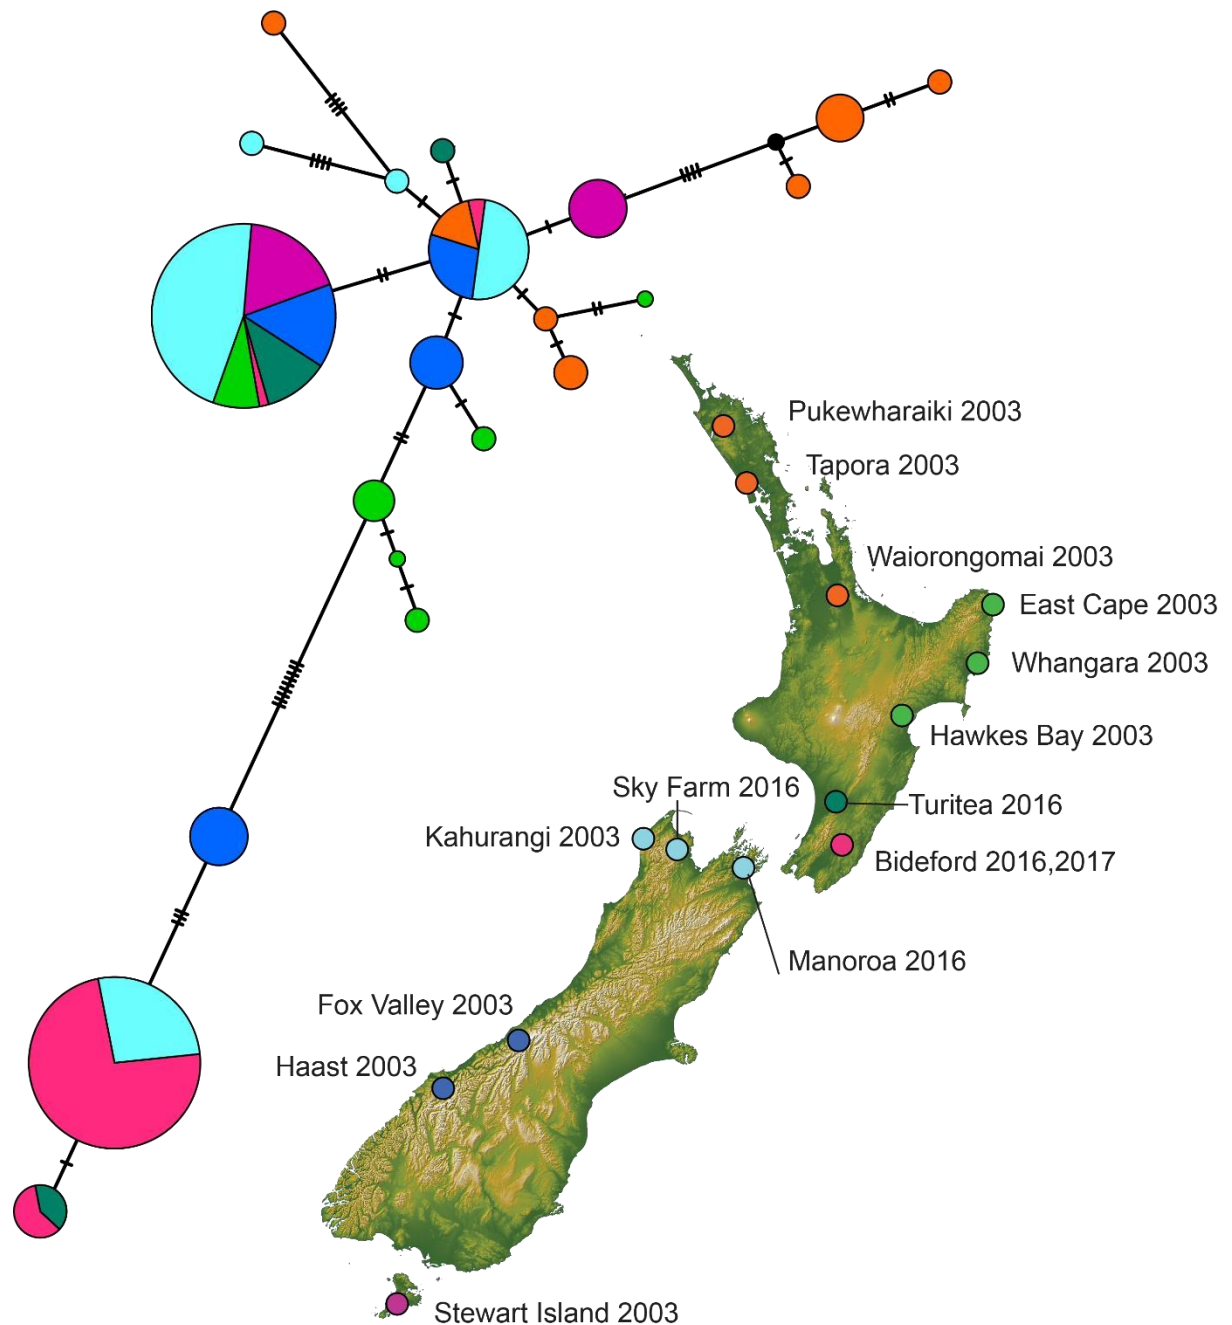 Pukewharaiki 2003
Tapora 2003
Waiorongomai 2003
East Cape 2003
Whangara 2003
Hawkes Bay 2003
Sky Farm 2016
Turitea 2016
Kahurangi 2003
Bideford 2016,2017
Manoroa 2016
Fox Valley 2003
Haast 2003
Stewart Island 2003